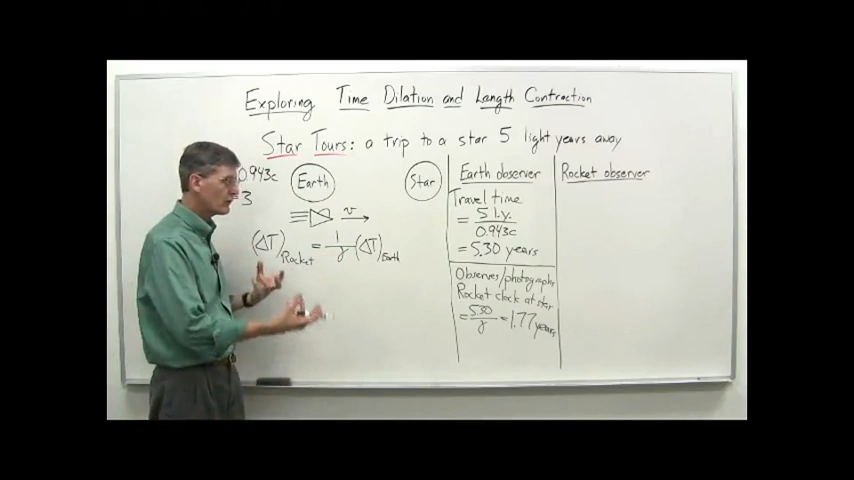 Exploring Time Dilation and Length Contraction
Star Tours: a trip to a star 5 light years away
0.943c
3
Earth
Star
v
(ΔT)Rocket = 1/γ (ΔT)Earth
Earth observer
Travel time
= 5 l.y. / 0.943c
= 5.30 years
Observes/photographs
Rocket clock at star
= 5.30/γ = 1.77 years
Rocket observer